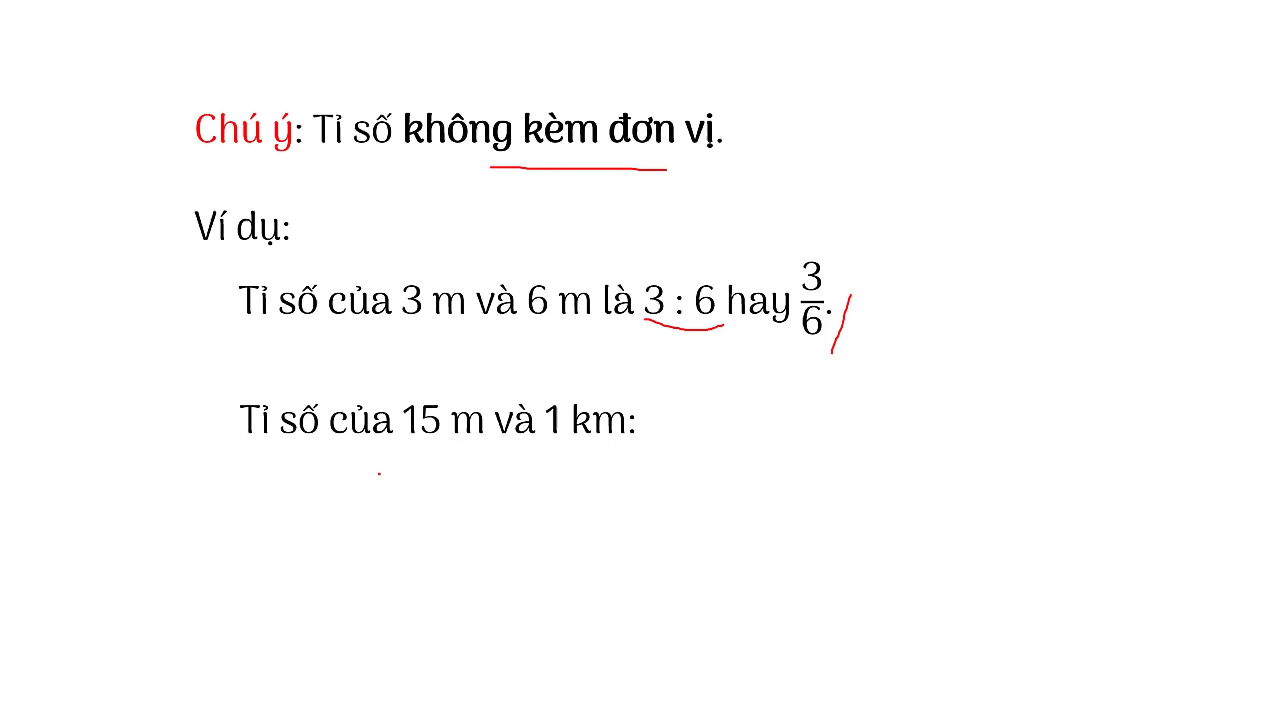 Chú ý: Tỉ số không kèm đơn vị.
Ví dụ:
Tỉ số của 3 m và 6 m là 3 : 6 hay 3/6.
Tỉ số của 15 m và 1 km: